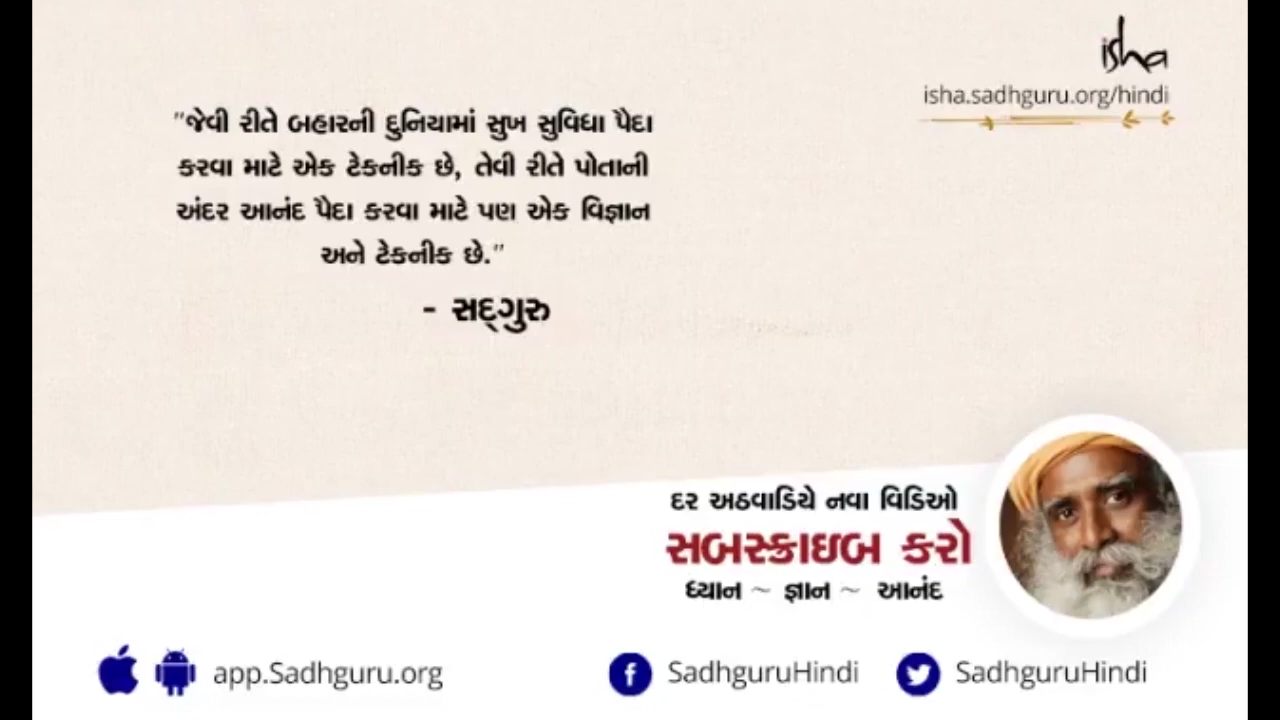 isha
isha.sadhguru.org/hindi
"જેવી રીતે બહારની દુનિયામાં સુખ સુવિધા પૈદા
કરવા માટે એક ટેકનીક છે, તેવી રીતે પોતાની
અંદર આનંદ પૈદા કરવા માટે પણ એક વિજ્ઞાન
અને ટેકનીક છે."
- સદ્‌ગુરુ
દર અઠવાડિયે નવા વિડિઓ
સબસ્ક્રાઇબ કરો
ધ્યાન ~ જ્ઞાન ~ આનંદ
app.Sadhguru.org
SadhguruHindi
SadhguruHindi